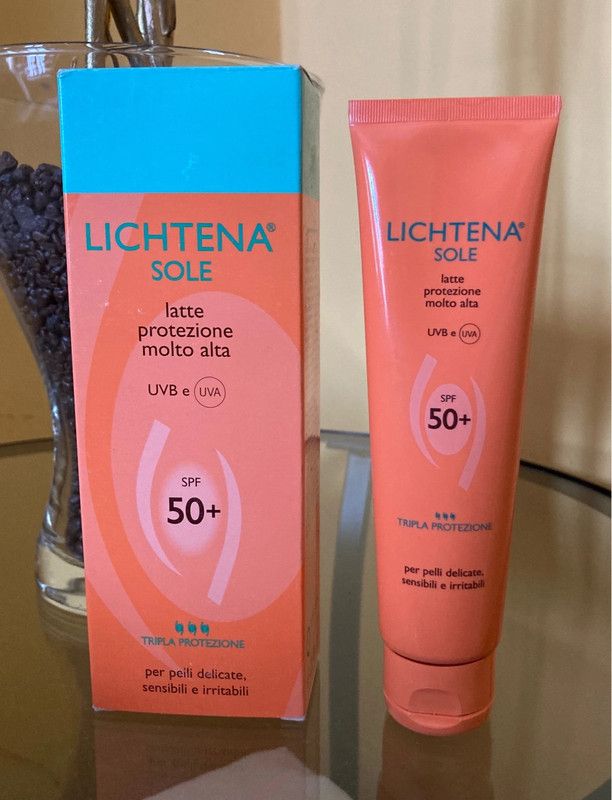 LICHTENA®
SOLE
latte
protezione
molto alta
UVB e UVA
SPF
50+
TRIPLA PROTEZIONE
per pelli delicate,
sensibili e irritabili
LICHTENA®
SOLE
latte
protezione
molto alta
UVB e UVA
SPF
50+
TRIPLA PROTEZIONE
per pelli delicate,
sensibili e irritabili